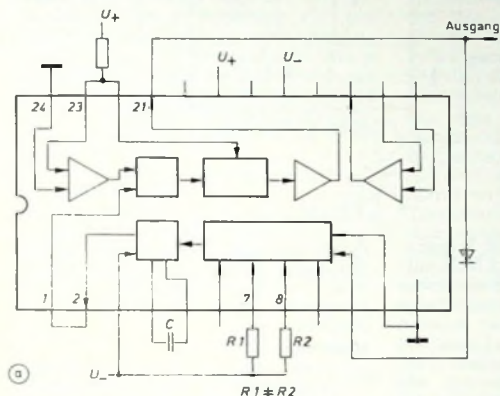 U+
Ausgang
U+
U-
24
23
21
1
2
C
7
8
R1
R2
U-
a
R1 ≠ R2